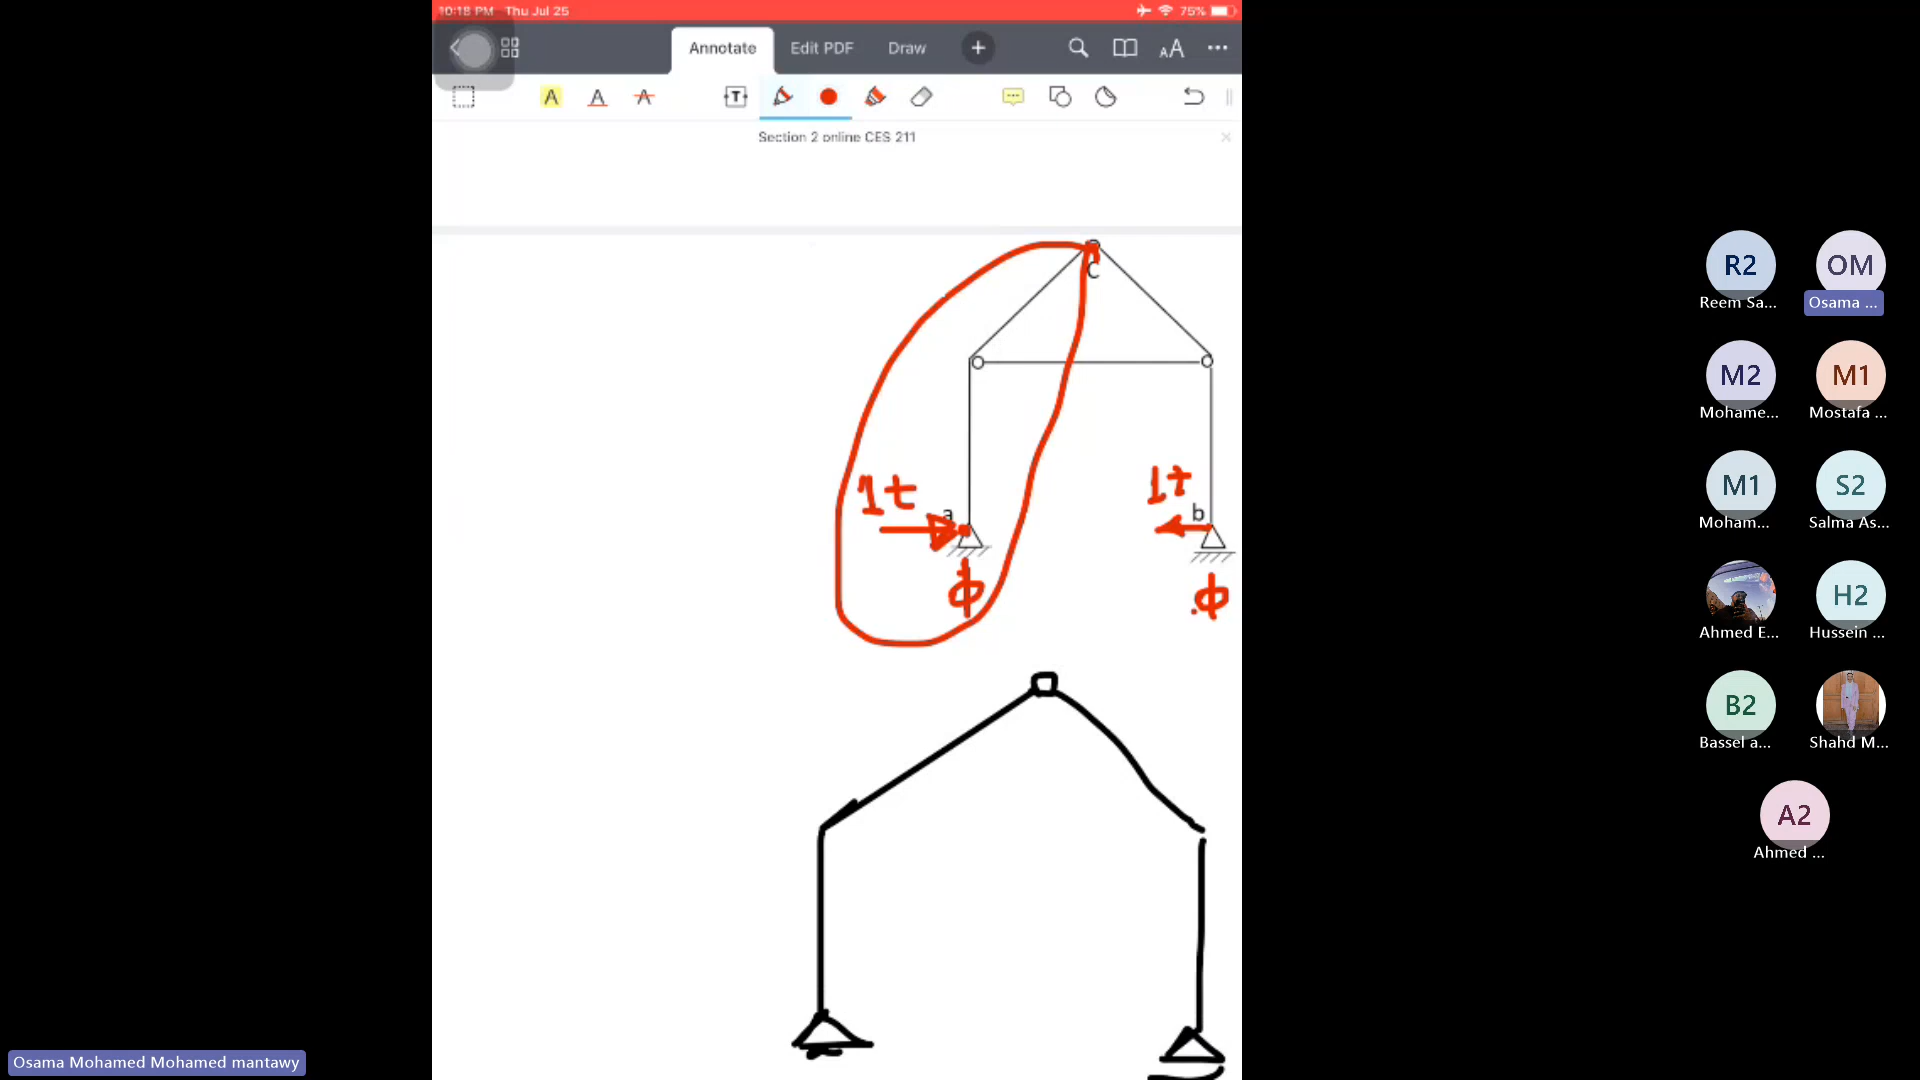 10:18 PM Thu Jul 25
75%
Annotate Edit PDF Draw
A A A T AA
Section 2 online CES 211
C
1t
a
1t
b
ф
ф
R2
Reem Sa...
OM
Osama ...
M2
Mohame...
M1
Mostafa ...
M1
Moham...
S2
Salma As...
Ahmed E...
H2
Hussein ...
B2
Bassel a...
Shahd M...
A2
Ahmed ...
Osama Mohamed Mohamed mantawy